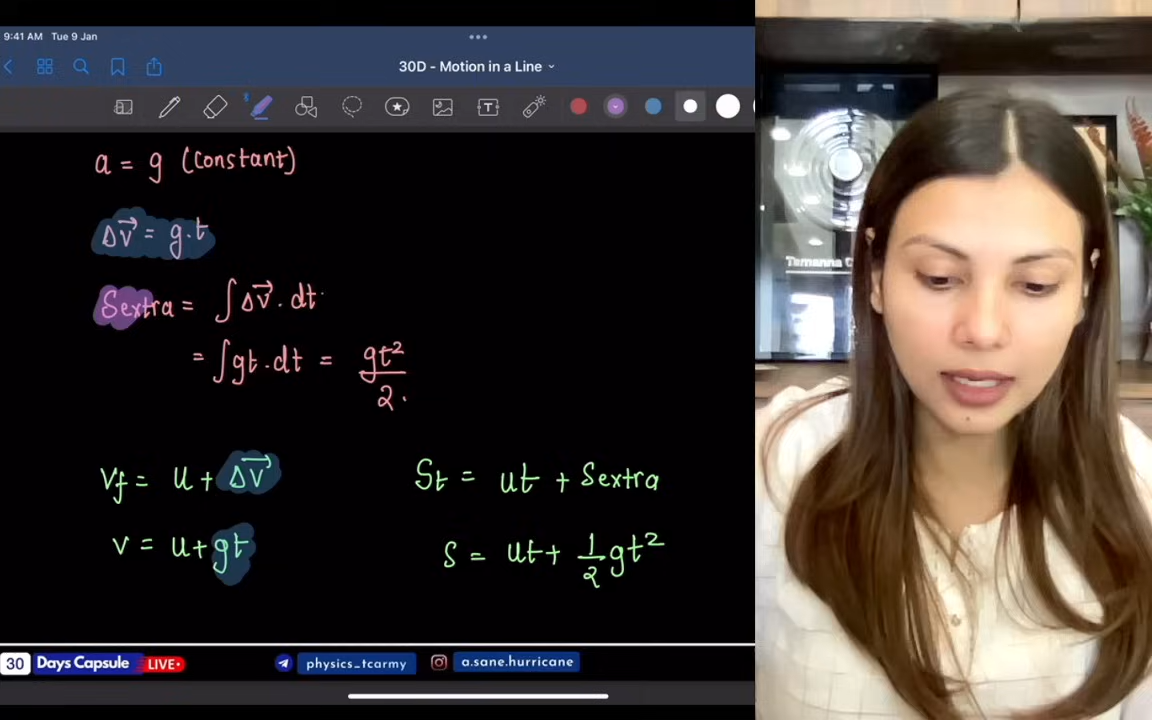 9:41 AM Tue 9 Jan
30D - Motion in a Line
a = g (Constant)
Δv⃗ = g.t
Sextra = ∫Δv⃗. dt
= ∫gt.dt = gt²/2.
Vf = u + Δv⃗
St = ut + Sextra
v = u+gt
S = ut + 1/2 gt²
30 Days Capsule LIVE
physics_tcarmy
a.sane.hurricane